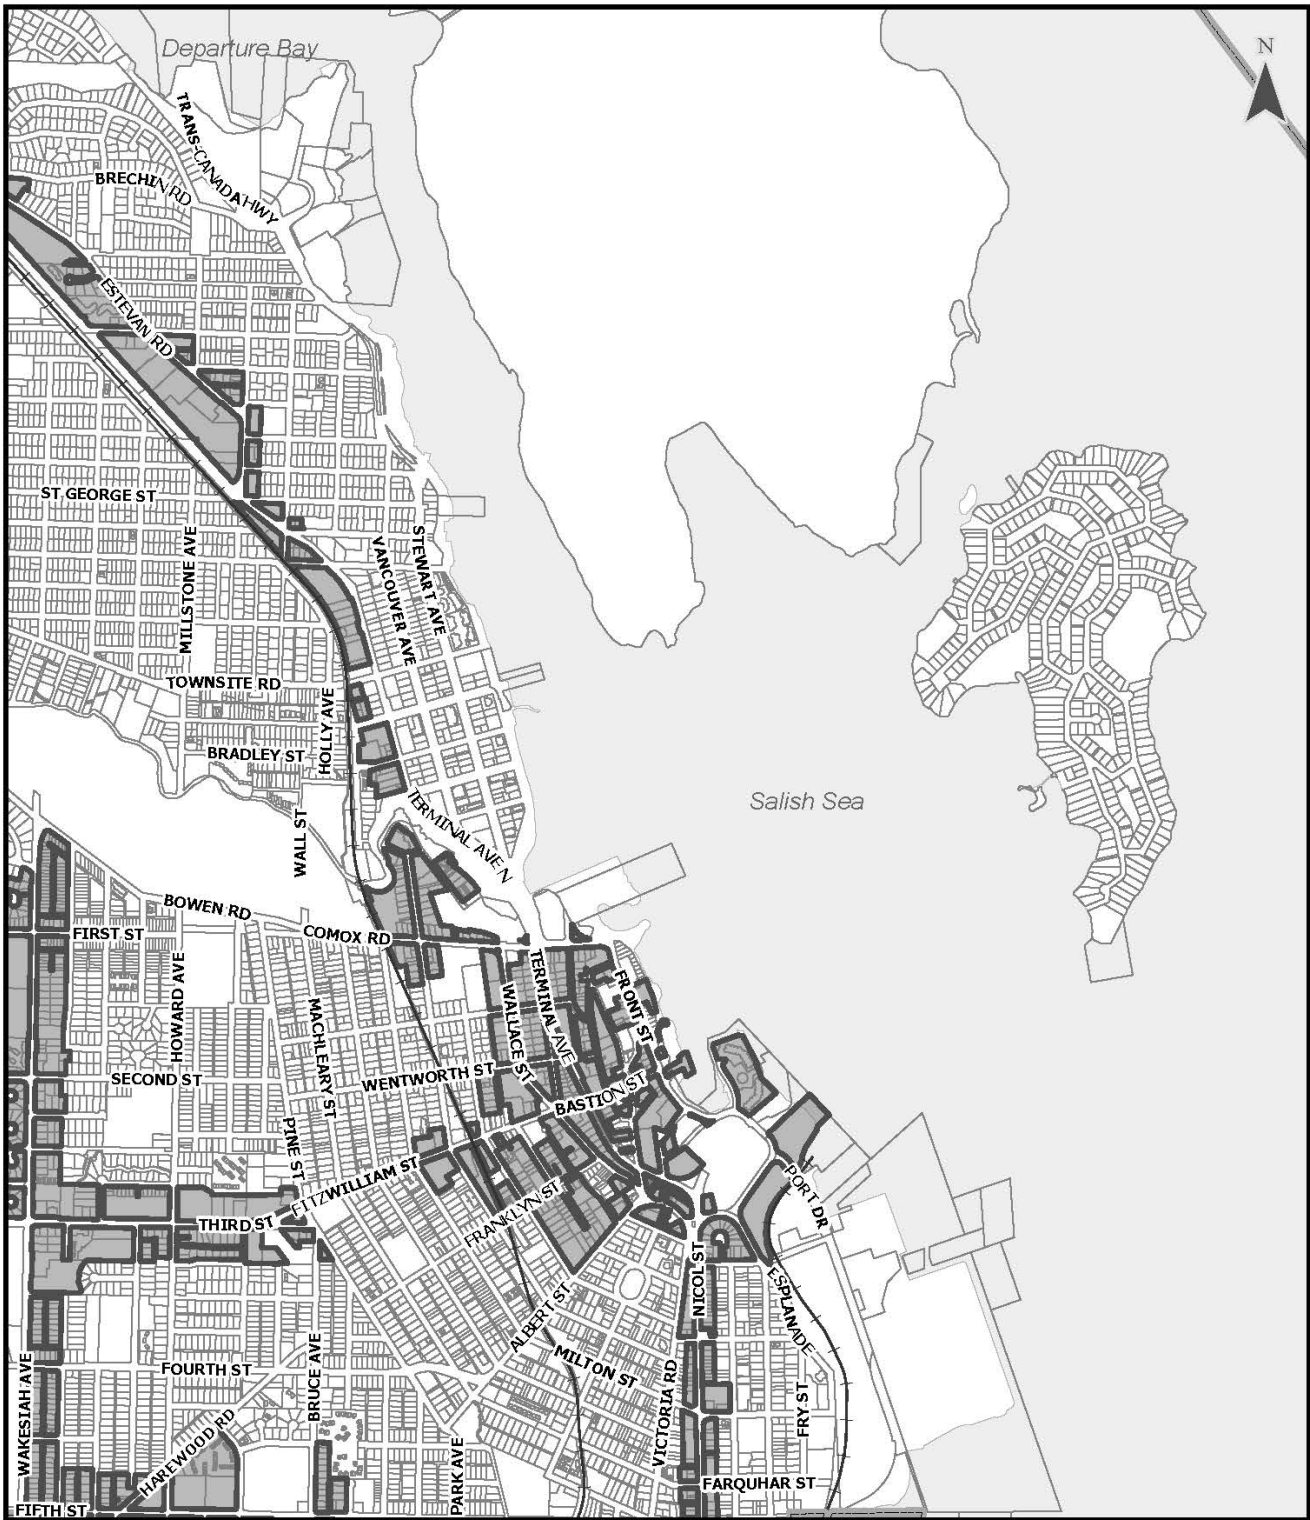 Departure Bay
N
TRANS-CANADA HWY
BRECHIN RD
ESTEVAN RD
ST GEORGE ST
MILLSTONE AVE
VANCOUVER AVE
STEWART AVE
TOWNSITE RD
HOLLY AVE
BRADLEY ST
TERMINAL AVE N
Salish Sea
WALL ST
BOWEN RD
FIRST ST
COMOX RD
HOWARD AVE
MACHLEARY ST
WALLACE ST
TERMINAL AVE
FRONT ST
SECOND ST
WENTWORTH ST
BASTION ST
PINE ST
FITZWILLIAM ST
THIRD ST
FRANKLYN ST
PORT DR
NICOL ST
ESPLANADE
ALBERT ST
MILTON ST
FOURTH ST
BRUCE AVE
WAKESIAH AVE
HAREWOOD RD
VICTORIA RD
FRY ST
PARK AVE
FARQUHAR ST
FIFTH ST